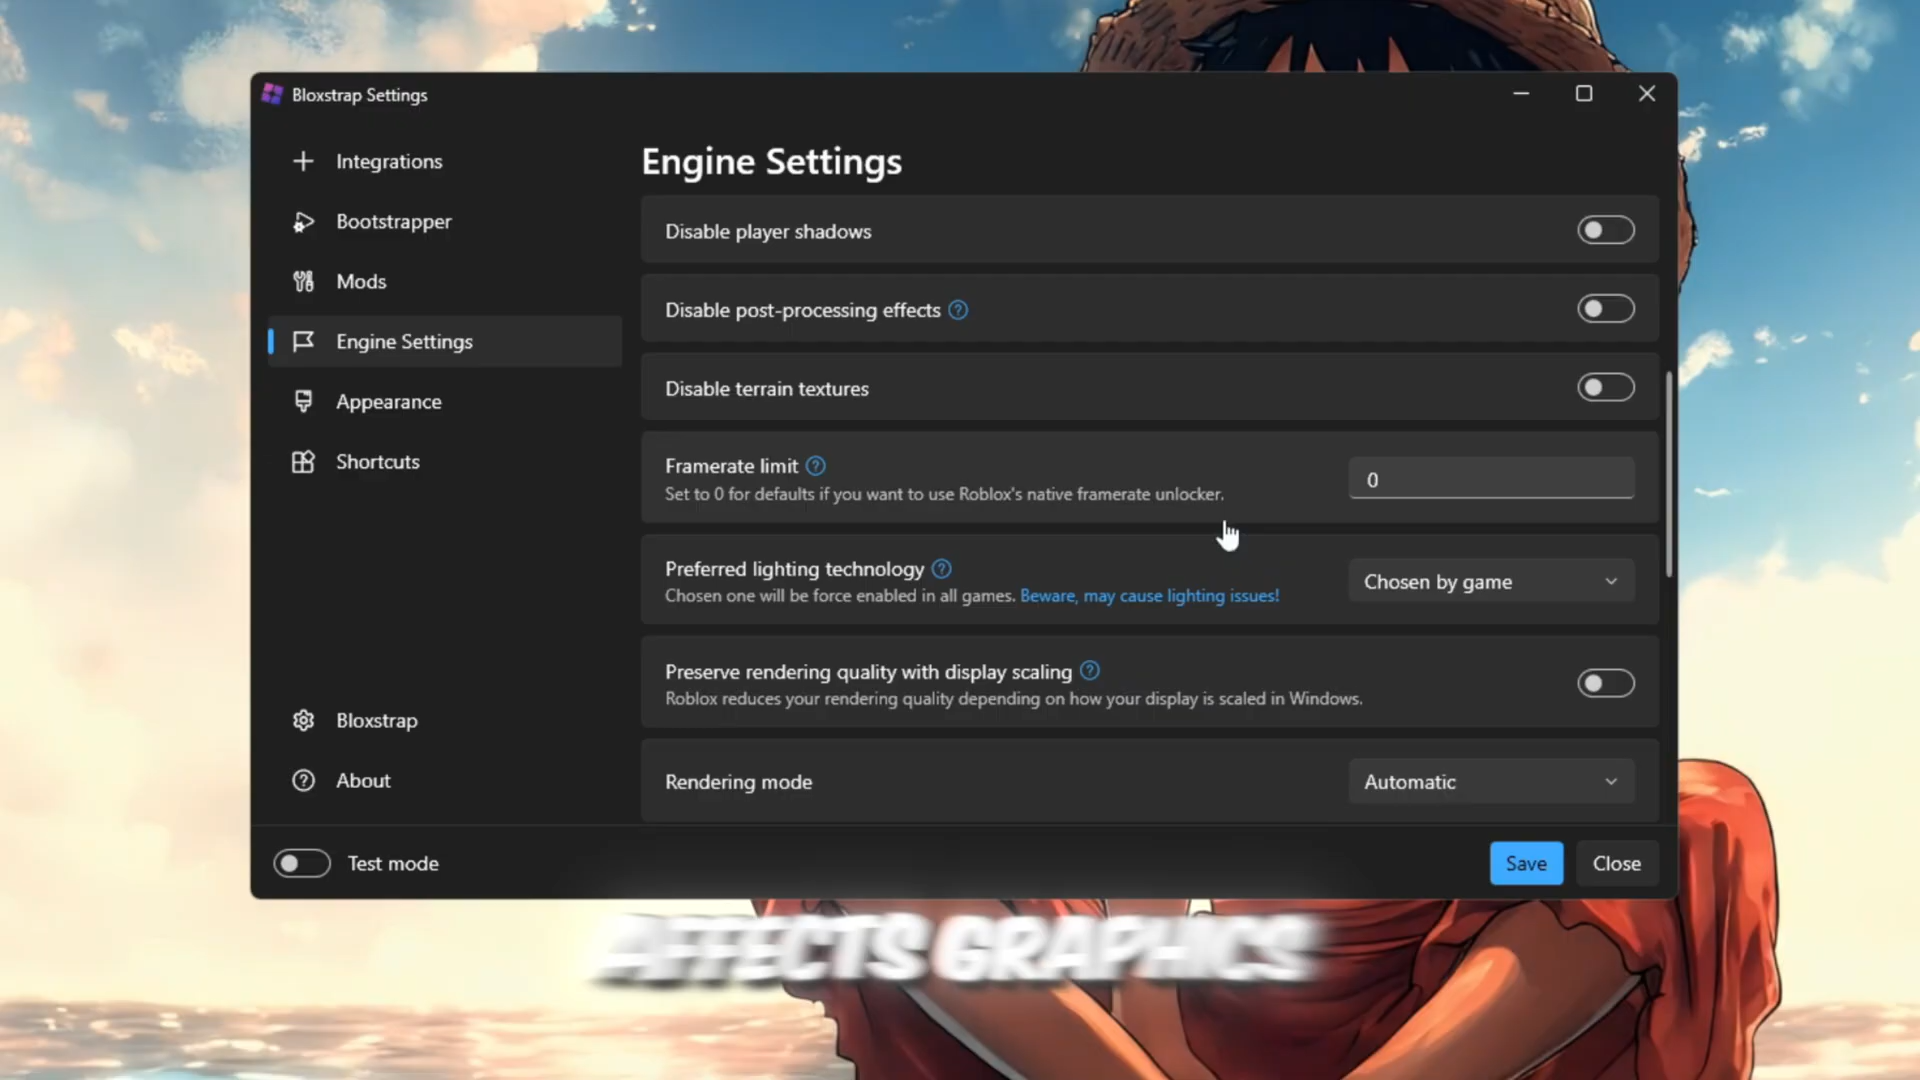 Bloxstrap Settings
Integrations
Bootstrapper
Mods
Engine Settings
Appearance
Shortcuts
Bloxstrap
About
Engine Settings
Disable player shadows
Disable post-processing effects
Disable terrain textures
Framerate limit
Set to 0 for defaults if you want to use Roblox's native framerate unlocker.
0
Preferred lighting technology
Chosen one will be force enabled in all games. Beware, may cause lighting issues!
Chosen by game
Preserve rendering quality with display scaling
Roblox reduces your rendering quality depending on how your display is scaled in Windows.
Rendering mode
Automatic
Test mode
Save
Close
AFFECTS GRAPHICS